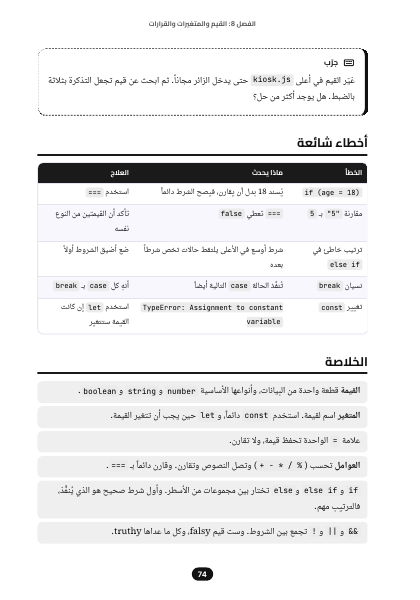 الفصل 8: القيم والمتغيرات والقرارات
جرّب
غيّر القيم في أعلى kiosk.js حتى يدخل الزائر مجاناً. ثم ابحث عن قيم تجعل التذكرة بثلاثة
بالضبط. هل يوجد أكثر من حل؟
أخطاء شائعة
الخطأ ماذا يحدث العلاج
if (age = 18) يُسند 18 بدل أن يقارن، فيصح الشرط دائماً استخدم ===
مقارنة "5" بـ 5 === تعطي false تأكد أن القيمتين من النوع
نفسه
ترتيب خاطئ في شرط أوسع في الأعلى يلتقط حالات تخص شرطاً ضع أضيق الشروط أولاً
else if بعده
نسيان break تُنفَّذ الحالة case التالية أيضاً أنهِ كل case بـ break
تغيير const TypeError: Assignment to constant استخدم let إن كانت
variable القيمة ستتغير
الخلاصة
القيمة قطعة واحدة من البيانات، وأنواعها الأساسية number و string و boolean.
المتغير اسم لقيمة. استخدم const دائماً، و let حين يجب أن تتغير القيمة.
علامة = الواحدة تحفظ قيمة، ولا تقارن.
العوامل تحسب (+ - * / %) وتصل النصوص وتقارن. وقارن دائماً بـ ===.
if و else if و else تختار بين مجموعات من الأسطر. وأول شرط صحيح هو الذي يُنفَّذ،
فالترتيب مهم.
&& و || و ! تجمع بين الشروط. وست قيم falsy، وكل ما عداها truthy.
74